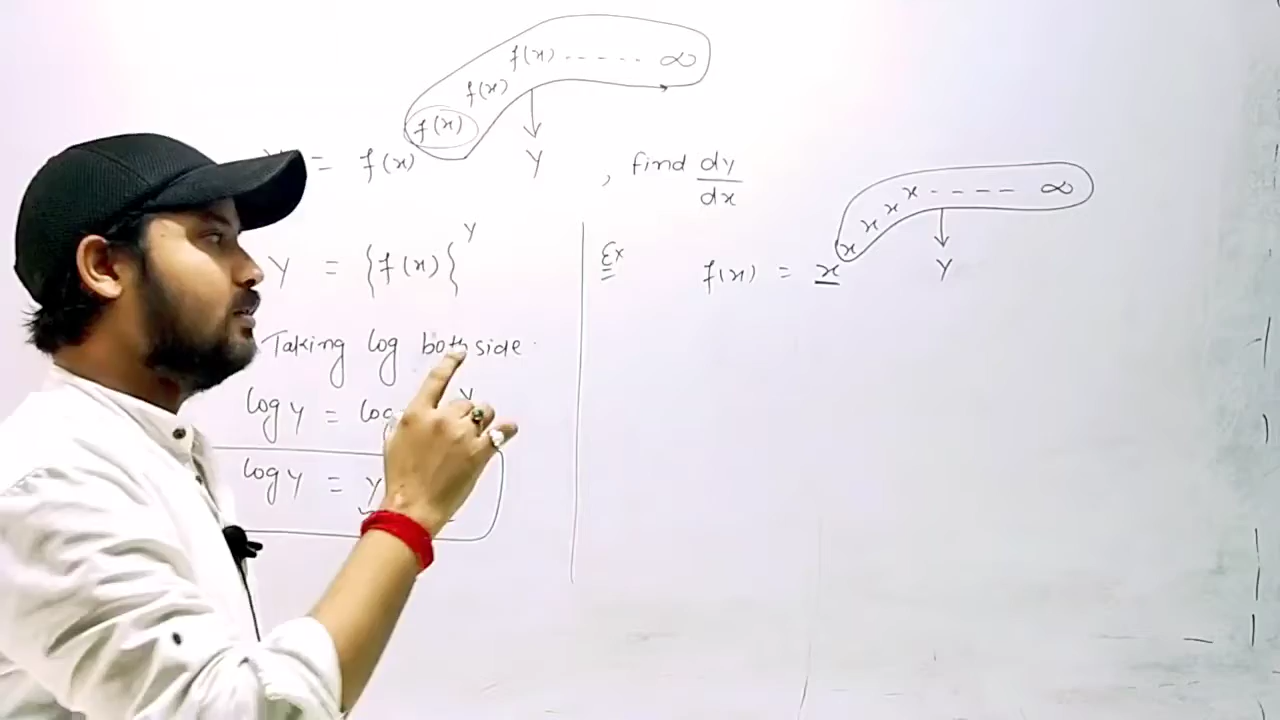 f(x) ----- ∞
f(x)
f(x)
= f(x)
Y
, find dy/dx
Y = {f(x)}^Y
Taking log both side.
log Y = log
Y
log Y = Y
Ex f(x) = x^x^x^x^x ---- ∞
Y